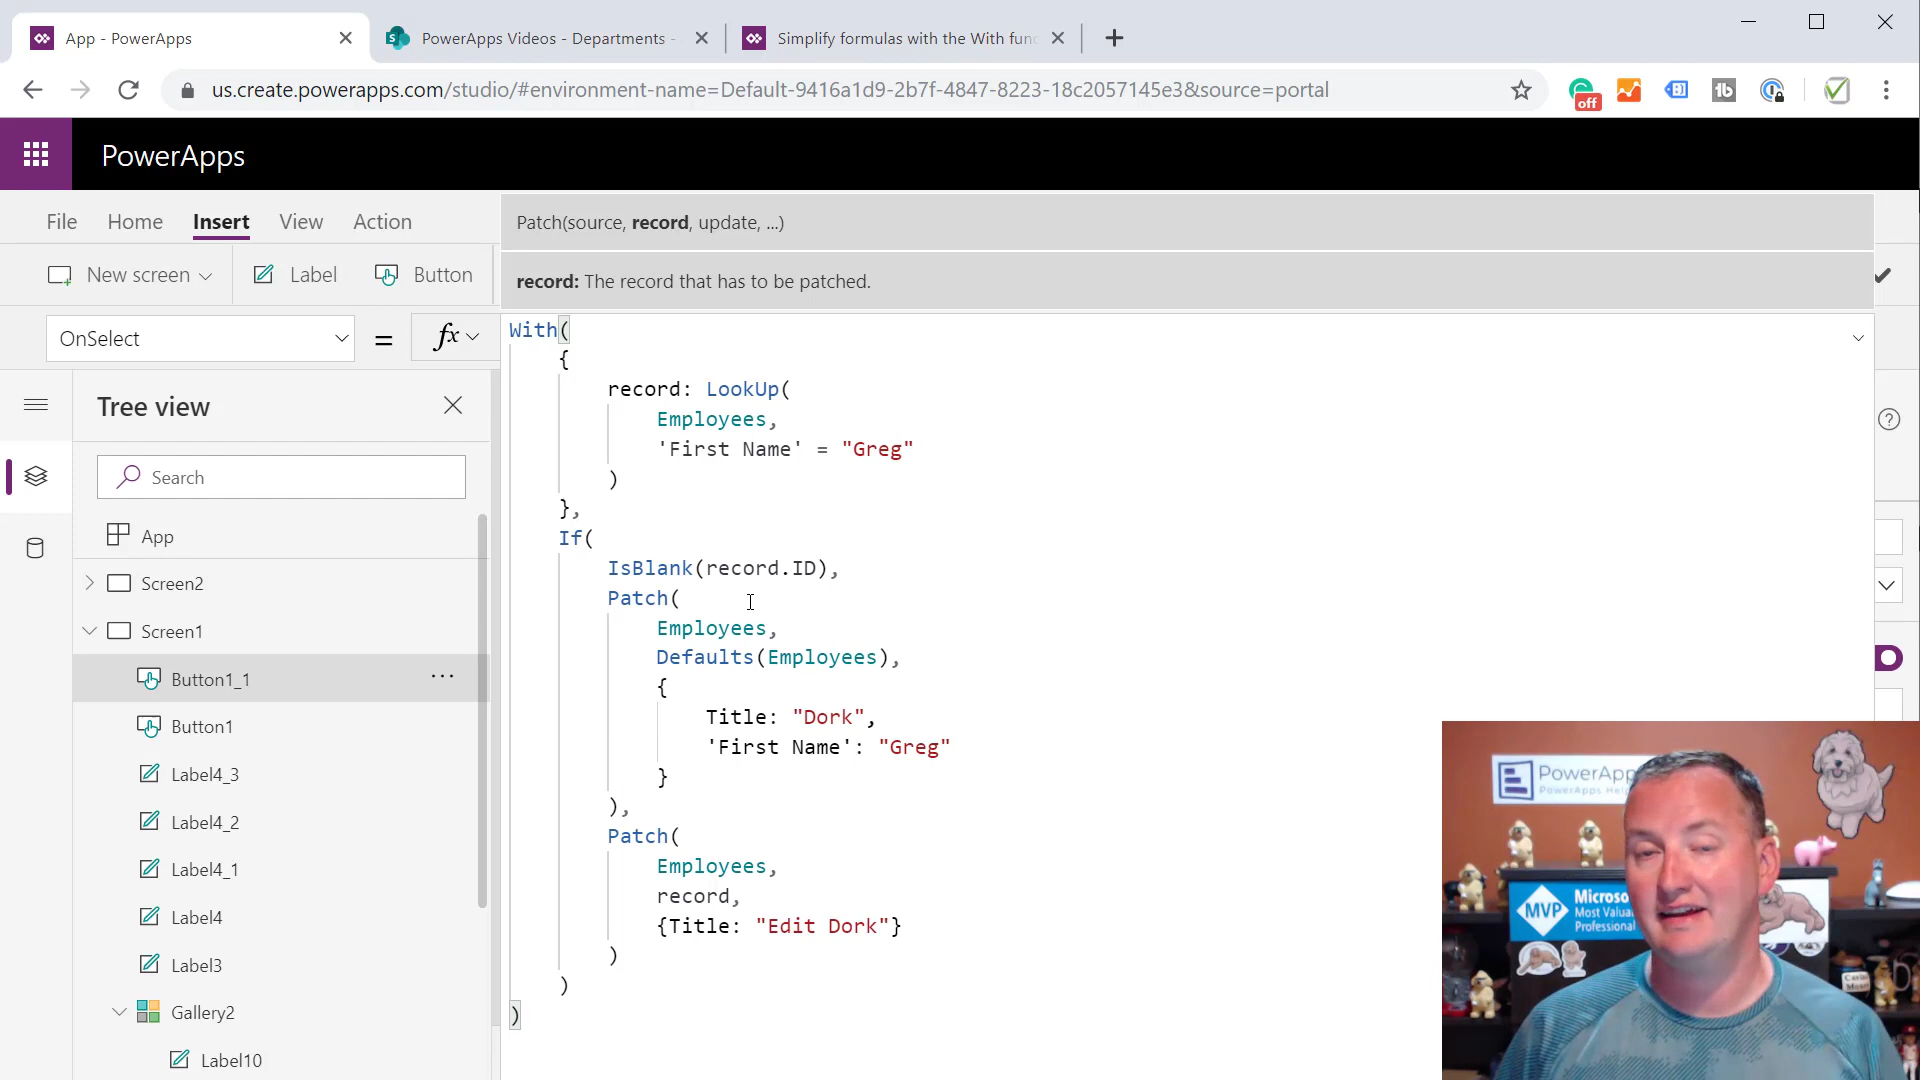 App - PowerApps
PowerApps Videos - Departments -
Simplify formulas with the With func
us.create.powerapps.com/studio/#environment-name=Default-9416a1d9-2b7f-4847-8223-18c2057145e3&source=portal
off
PowerApps
File Home Insert View Action
Patch(source, record, update, ...)
New screen Label Button
record: The record that has to be patched.
OnSelect = fx
With(
{
record: LookUp(
Employees,
'First Name' = "Greg"
)
},
If(
IsBlank(record.ID),
Patch(
Employees,
Defaults(Employees),
{
Title: "Dork",
'First Name': "Greg"
}
),
Patch(
Employees,
record,
{Title: "Edit Dork"}
)
)
)
Tree view
Search
App
Screen2
Screen1
Button1_1
Button1
Label4_3
Label4_2
Label4_1
Label4
Label3
Gallery2
Label10
PowerApp
PowerApps
MVP
Microso
Most Valua
Professional